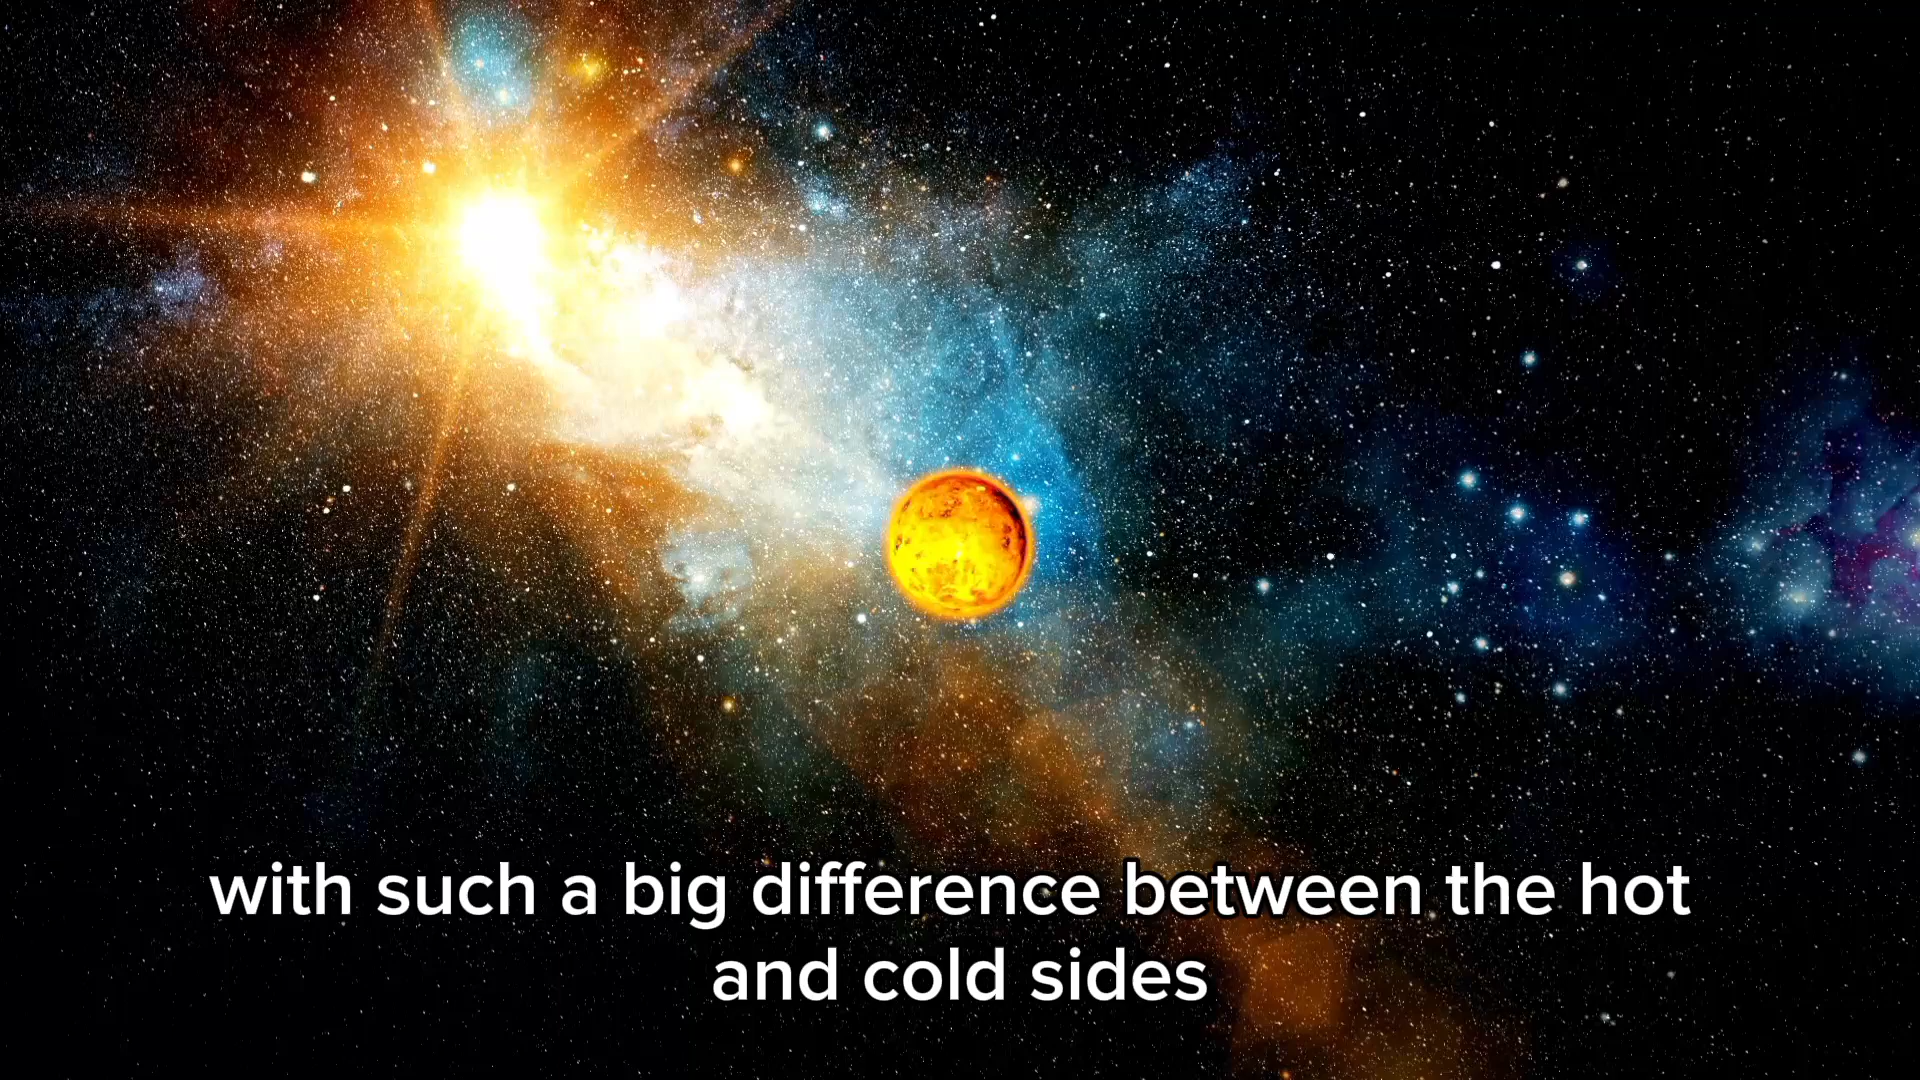 with such a big difference between the hot
and cold sides